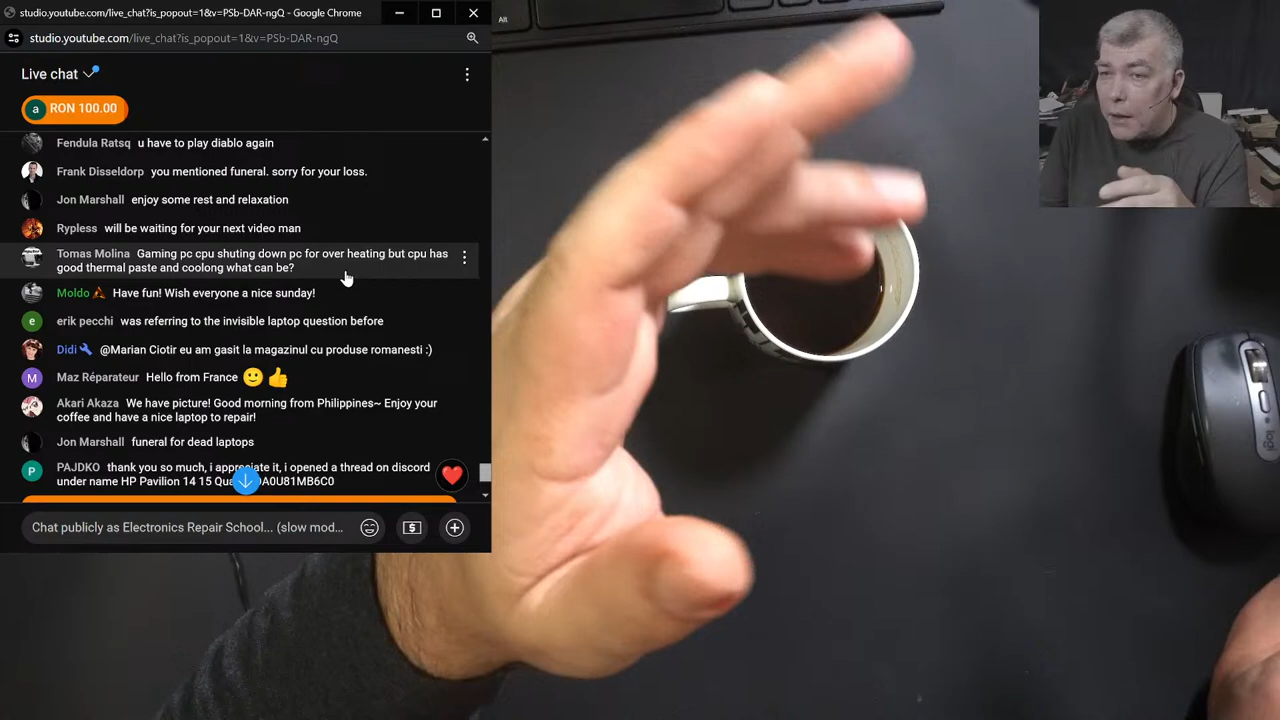 studio.youtube.com/live_chat?is_popout=1&v=PSb-DAR-ngQ - Google Chrome
studio.youtube.com/live_chat?is_popout=1&v=PSb-DAR-ngQ
Alt
Live chat
a RON 100.00
Fendula Ratsq u have to play diablo again
Frank Disseldorp you mentioned funeral. sorry for your loss.
Jon Marshall enjoy some rest and relaxation
Rypless will be waiting for your next video man
Tomas Molina Gaming pc cpu shuting down pc for over heating but cpu has
good thermal paste and coolong what can be?
Moldo Have fun! Wish everyone a nice sunday!
e erik pecchi was referring to the invisible laptop question before
Didi @Marian Ciotir eu am gasit la magazinul cu produse romanesti :)
M Maz Réparateur Hello from France
Akari Akaza We have picture! Good morning from Philippines~ Enjoy your
coffee and have a nice laptop to repair!
Jon Marshall funeral for dead laptops
P PAJDKO thank you so much, i appreciate it, i opened a thread on discord
under name HP Pavilion 14 15 DA0U81MB6C0
Chat publicly as Electronics Repair School... (slow mod...
logi